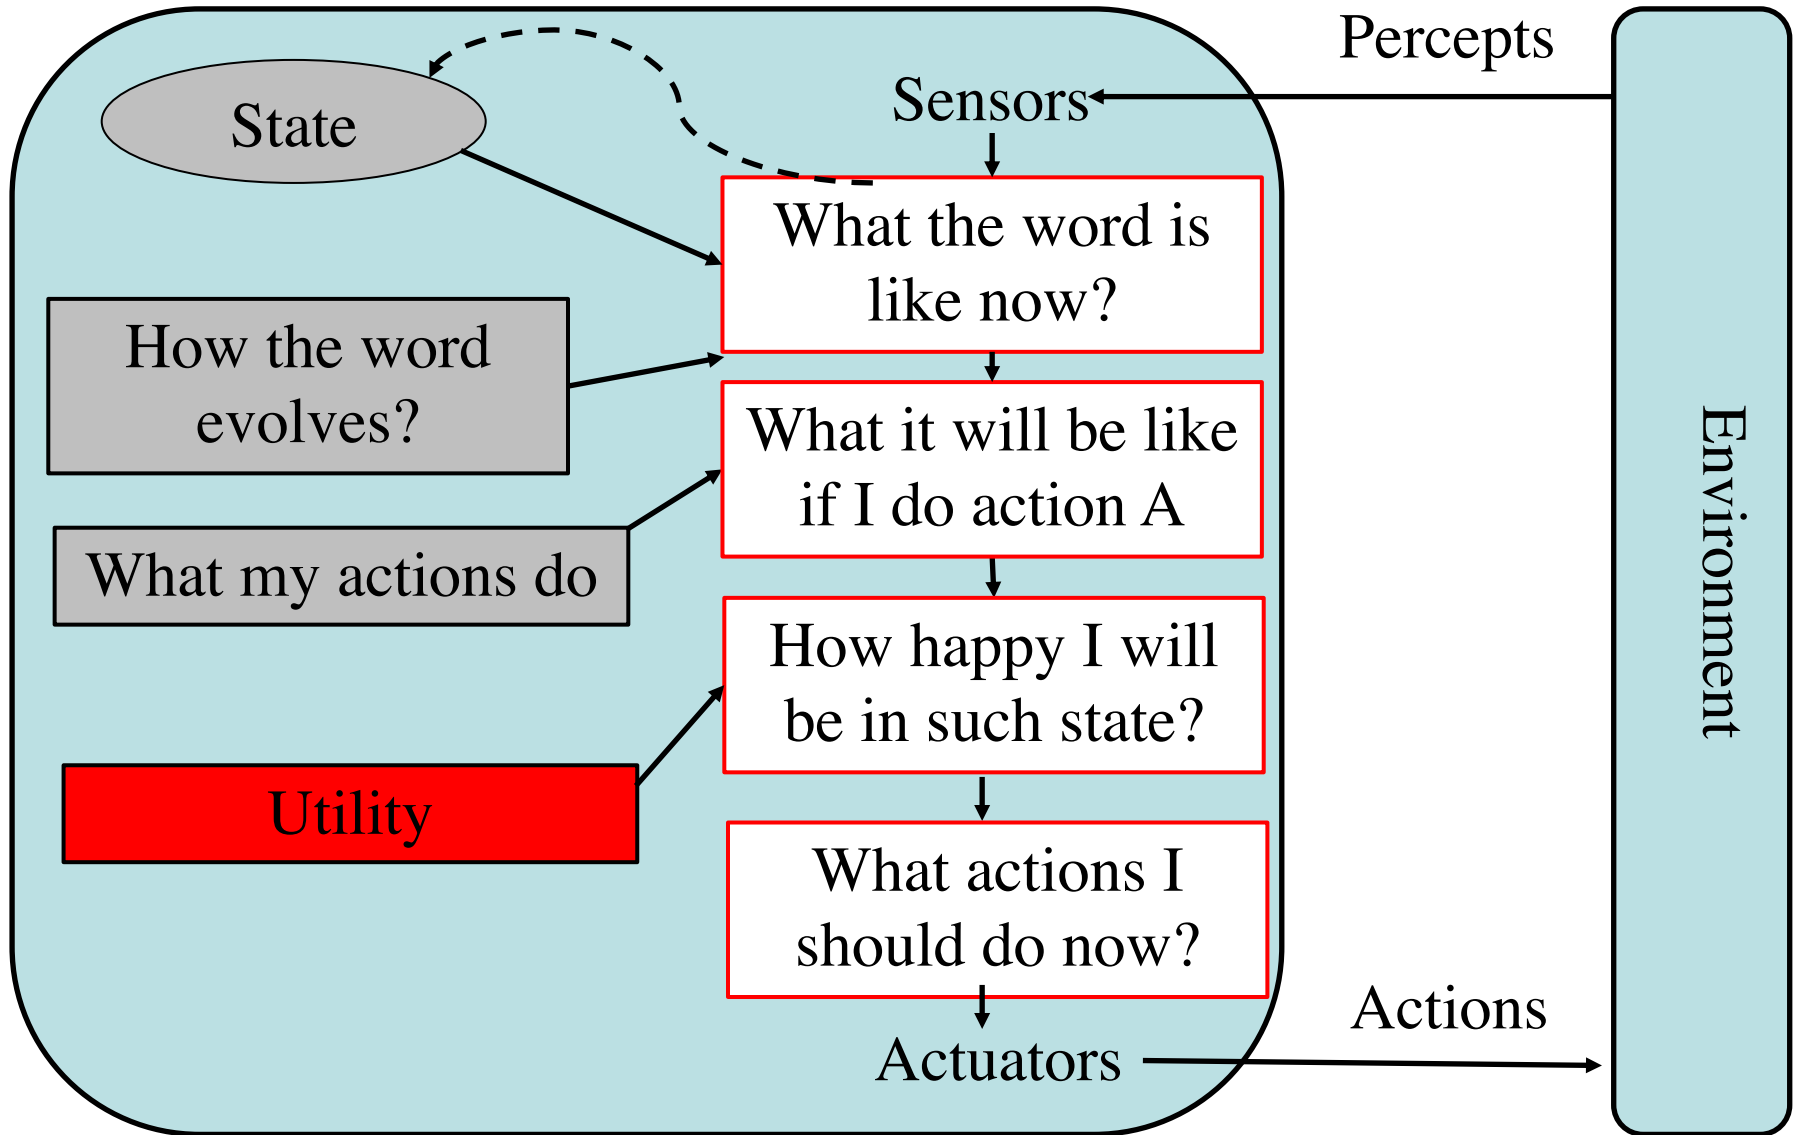 Percepts
Sensors
State
What the word is
like now?
How the word
evolves?
What it will be like
if I do action A
What my actions do
How happy I will
be in such state?
Utility
What actions I
should do now?
Actions
Actuators
Environment